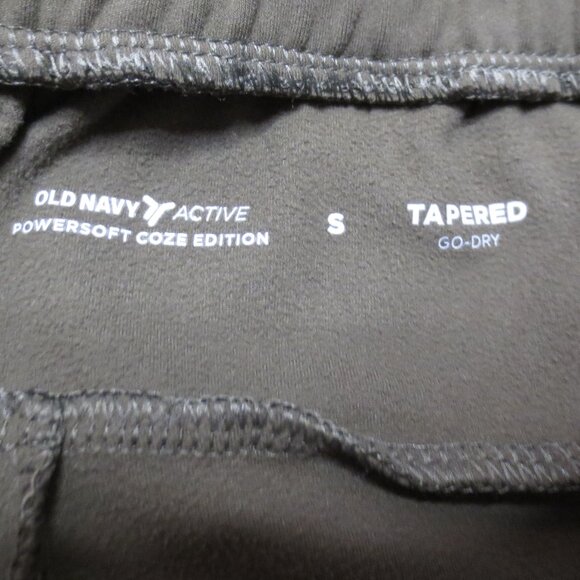 OLD NAVY ACTIVE
POWERSOFT COZE EDITION
S
TAPERED
GO-DRY